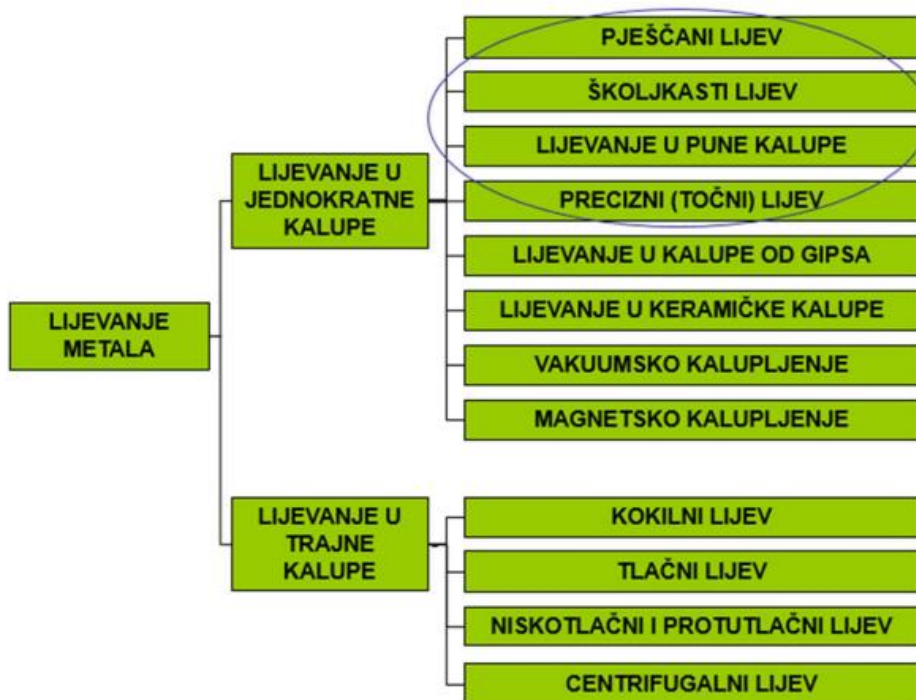 LIJEVANJE
METALA
LIJEVANJE U
JEDNOKRATNE
KALUPE
PJEŠČANI LIJEV
ŠKOLJKASTI LIJEV
LIJEVANJE U PUNE KALUPE
PRECIZNI (TOČNI) LIJEV
LIJEVANJE U KALUPE OD GIPSA
LIJEVANJE U KERAMIČKE KALUPE
VAKUUMSKO KALUPLJENJE
MAGNETSKO KALUPLJENJE
LIJEVANJE U
TRAJNE
KALUPE
KOKILNI LIJEV
TLAČNI LIJEV
NISKOTLAČNI I PROTUTLAČNI LIJEV
CENTRIFUGALNI LIJEV